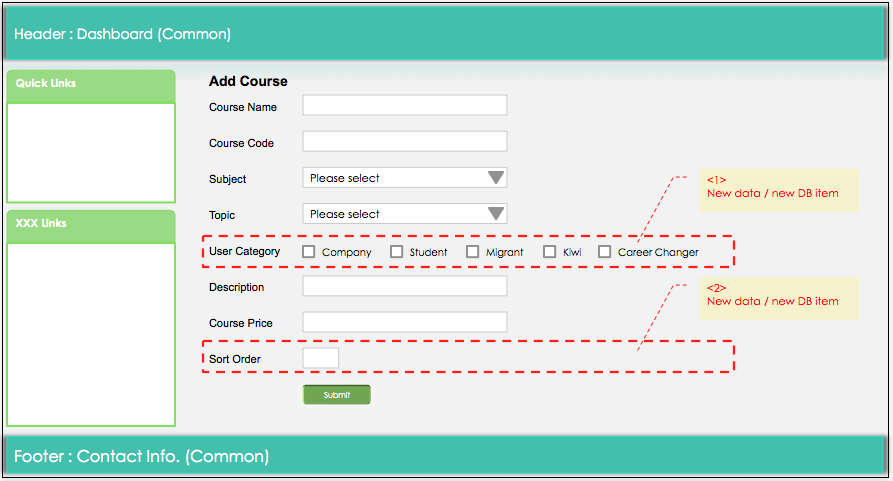 Header : Dashboard (Common)
Quick Links
XXX Links
Add Course
Course Name
Course Code
Subject Please select
Topic Please select
User Category Company Student Migrant Kiwi Career Changer
Description
Course Price
Sort Order
Submit
<1>
New data / new DB item
<2>
New data / new DB item
Footer : Contact Info. (Common)